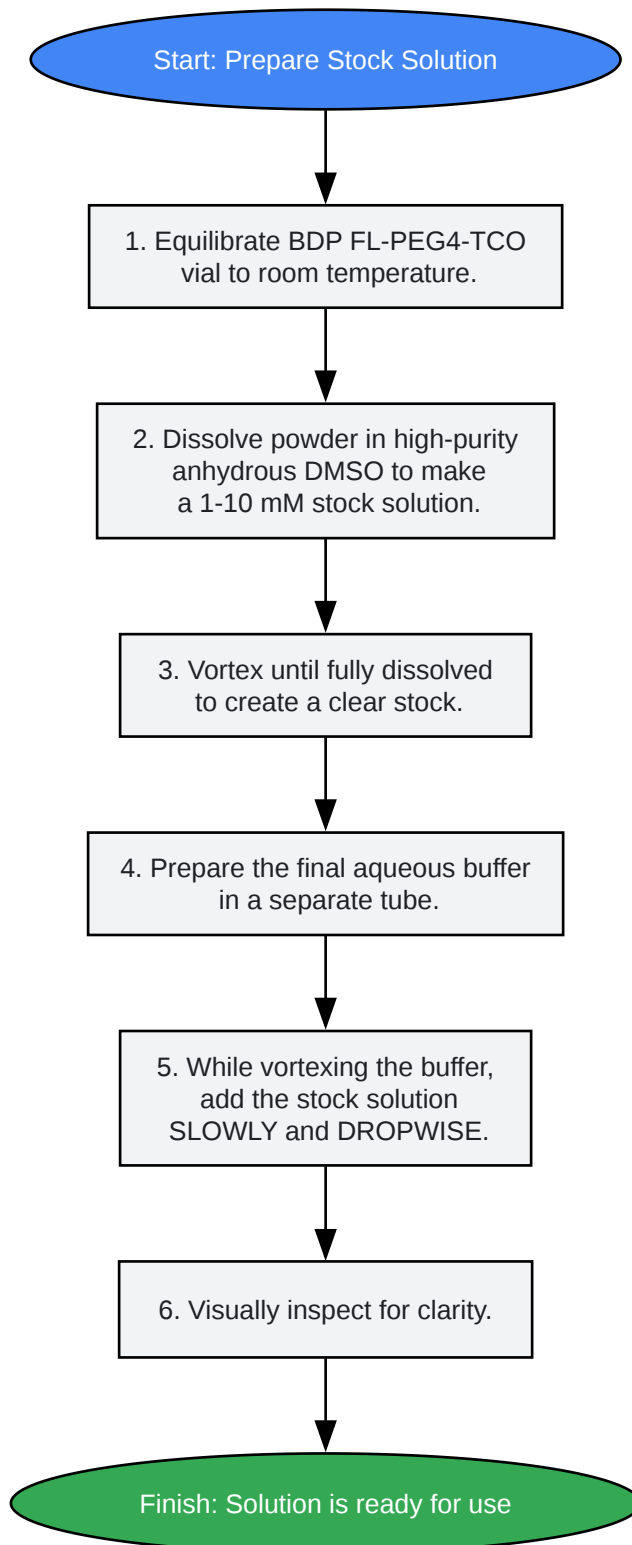 Start: Prepare Stock Solution
1. Equilibrate BDP FL-PEG4-TCO
vial to room temperature.
2. Dissolve powder in high-purity
anhydrous DMSO to make
a 1-10 mM stock solution.
3. Vortex until fully dissolved
to create a clear stock.
4. Prepare the final aqueous buffer
in a separate tube.
5. While vortexing the buffer,
add the stock solution
SLOWLY and DROPWISE.
6. Visually inspect for clarity.
Finish: Solution is ready for use